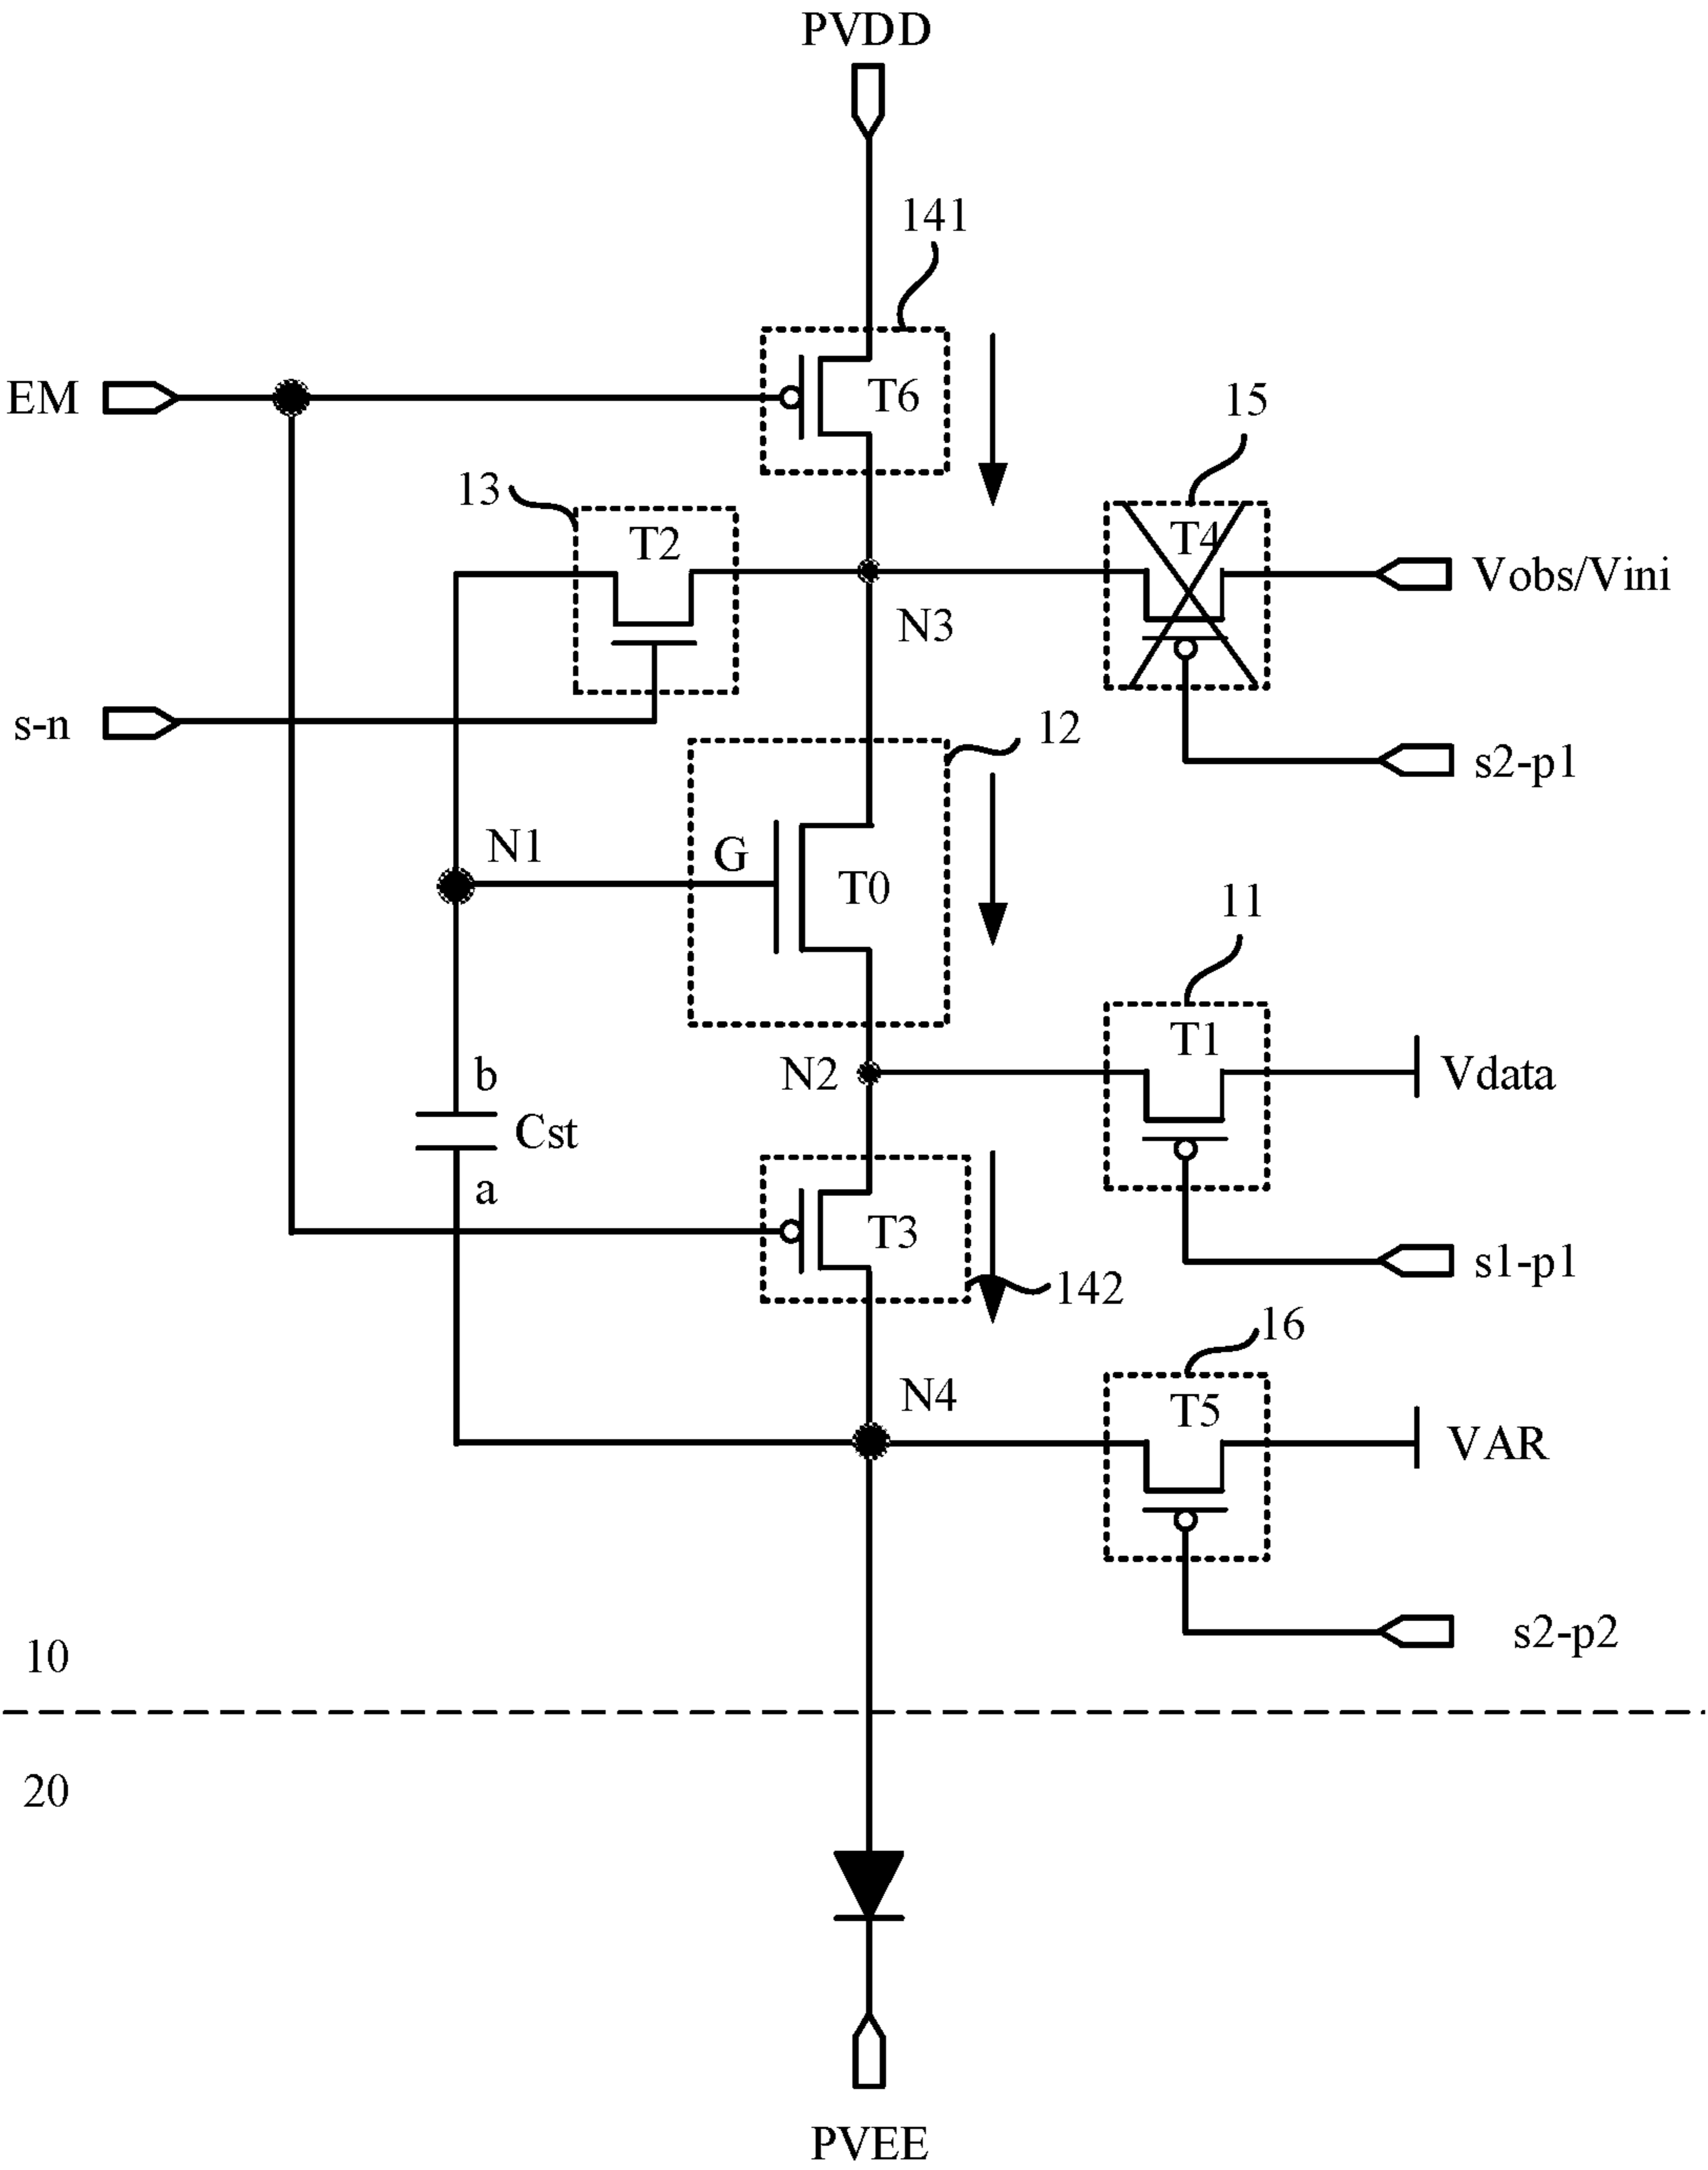 PVDD
141
EM
T6
15
13
T2
T4
Vobs/Vini
N3
s-n
12
s2-p1
N1
G
T0
11
T1
b
N2
Vdata
Cst
a
T3
142
s1-p1
16
N4
T5
VAR
s2-p2
10
20
PVEE